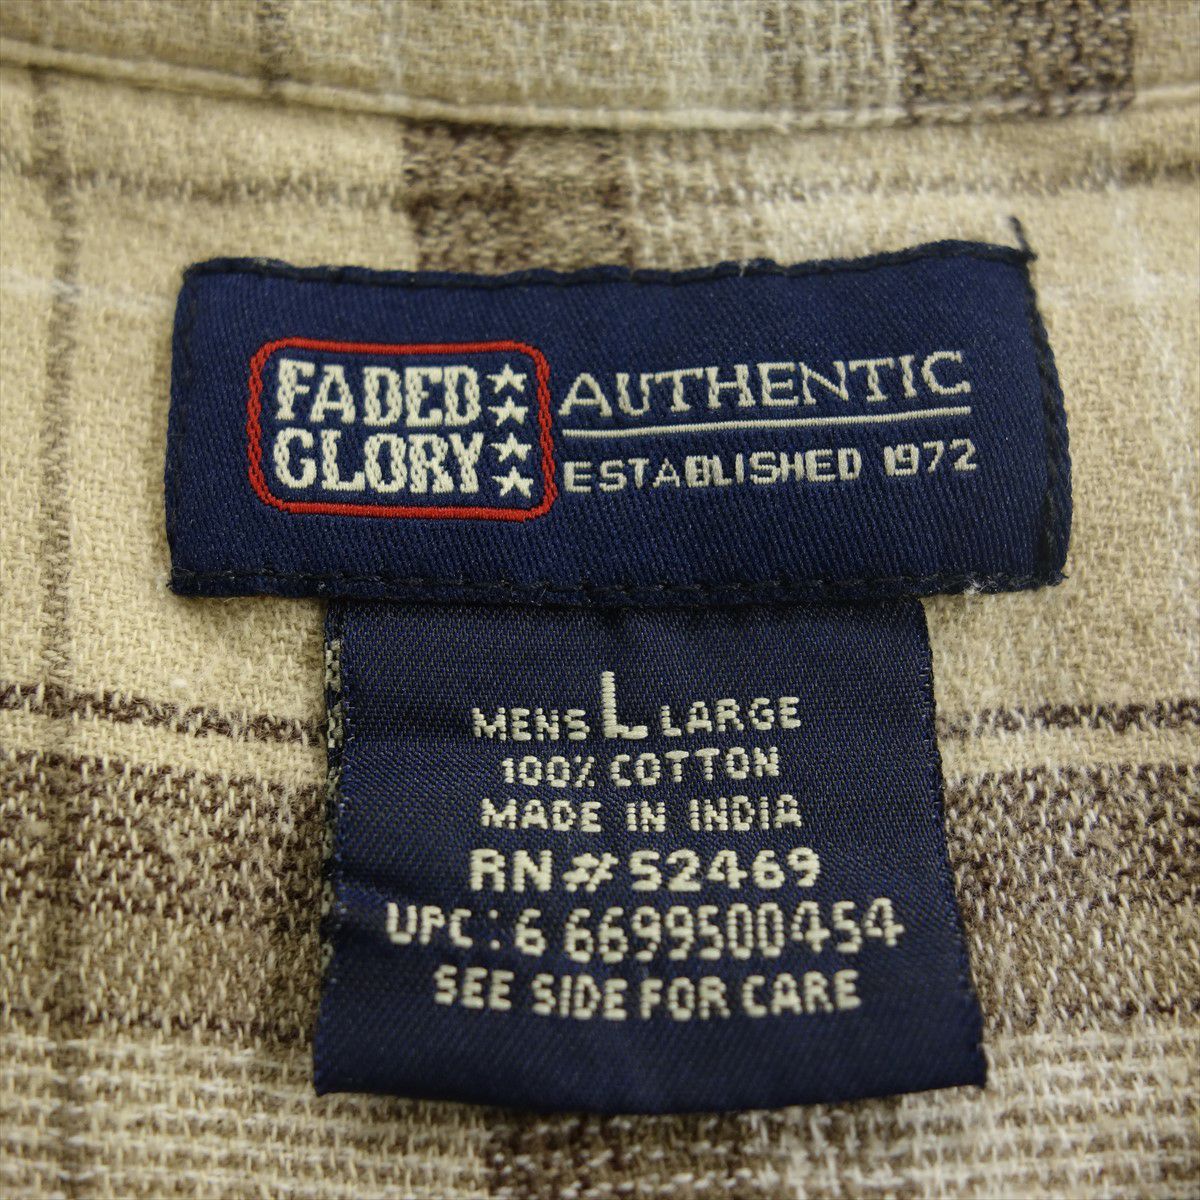 FADED
GLORY
AUTHENTIC
ESTABLISHED 1972
MENS L LARGE
100% COTTON
MADE IN INDIA
RN# 52469
UPC: 6 6699500454
SEE SIDE FOR CARE